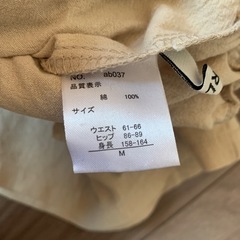 NO. ab037
品質表示
綿 100%
サイズ
ウエスト 61-66
ヒップ 86-89
身長 158-164
M